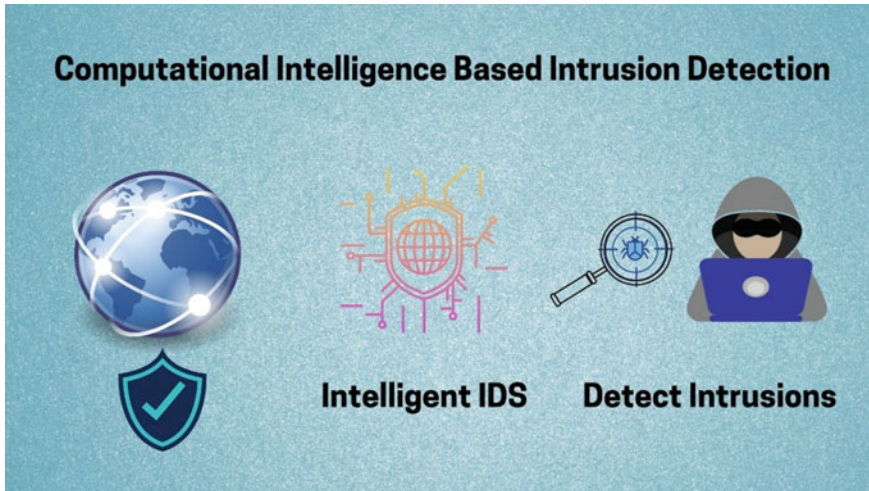 Computational Intelligence Based Intrusion Detection
Intelligent IDS
Detect Intrusions